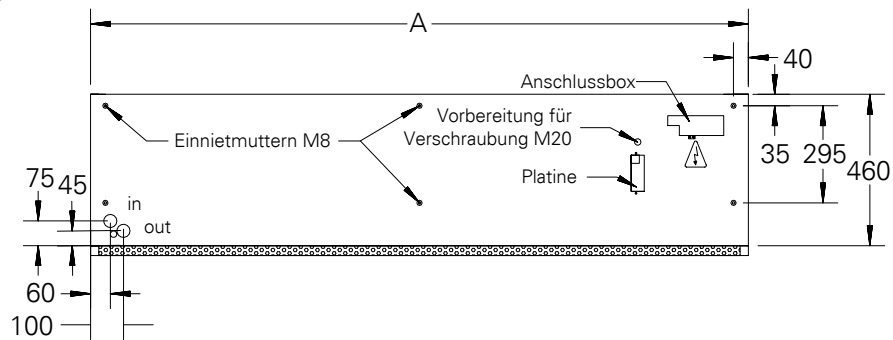 A
40
Anschlussbox
Vorbereitung für
Verschraubung M20
Einnietmuttern M8
35
295
460
Platine
75
45
in
out
60
100